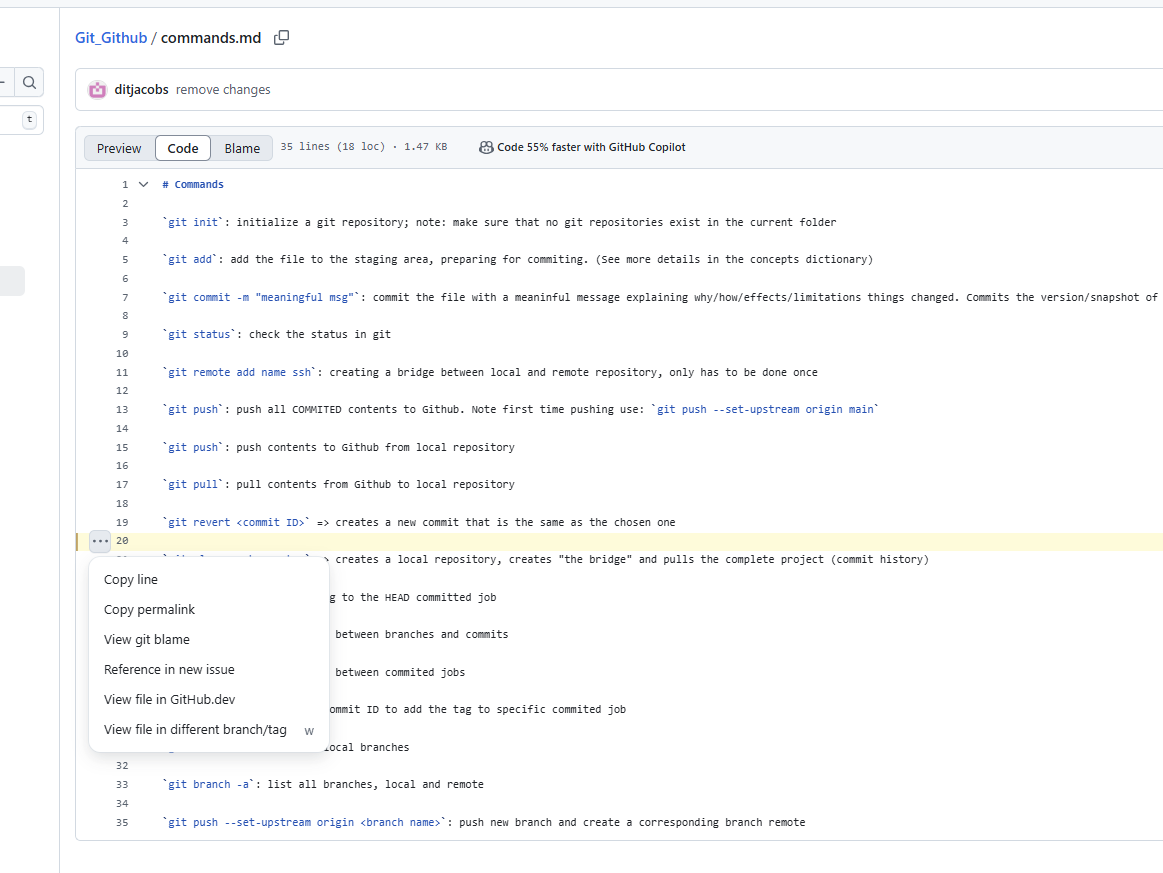 Git_Github / commands.md
t
ditjacobs remove changes
Preview Code Blame 35 lines (18 loc) · 1.47 KB Code 55% faster with GitHub Copilot
1 # Commands
2
3 `git init`: initialize a git repository; note: make sure that no git repositories exist in the current folder
4
5 `git add`: add the file to the staging area, preparing for commiting. (See more details in the concepts dictionary)
6
7 `git commit -m "meaningful msg"`: commit the file with a meaninful message explaining why/how/effects/limitations things changed. Commits the version/snapshot of
8
9 `git status`: check the status in git
10
11 `git remote add name ssh`: creating a bridge between local and remote repository, only has to be done once
12
13 `git push`: push all COMMITED contents to Github. Note first time pushing use: `git push --set-upstream origin main`
14
15 `git push`: push contents to Github from local repository
16
17 `git pull`: pull contents from Github to local repository
18
19 `git revert <commit ID>` => creates a new commit that is the same as the chosen one
20
creates a local repository, creates "the bridge" and pulls the complete project (commit history)
Copy line
g to the HEAD committed job
Copy permalink
between branches and commits
View git blame
Reference in new issue
between commited jobs
View file in GitHub.dev
ommit ID to add the tag to specific commited job
View file in different branch/tag w
local branches
32
33 `git branch -a`: list all branches, local and remote
34
35 `git push --set-upstream origin <branch name>`: push new branch and create a corresponding branch remote